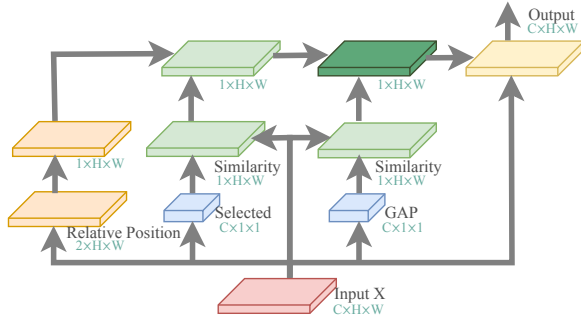 Output
C×H×W
1×H×W
1×H×W
1×H×W
Similarity
1×H×W
Similarity
1×H×W
Relative Position
2×H×W
Selected
C×1×1
GAP
C×1×1
Input X
C×H×W